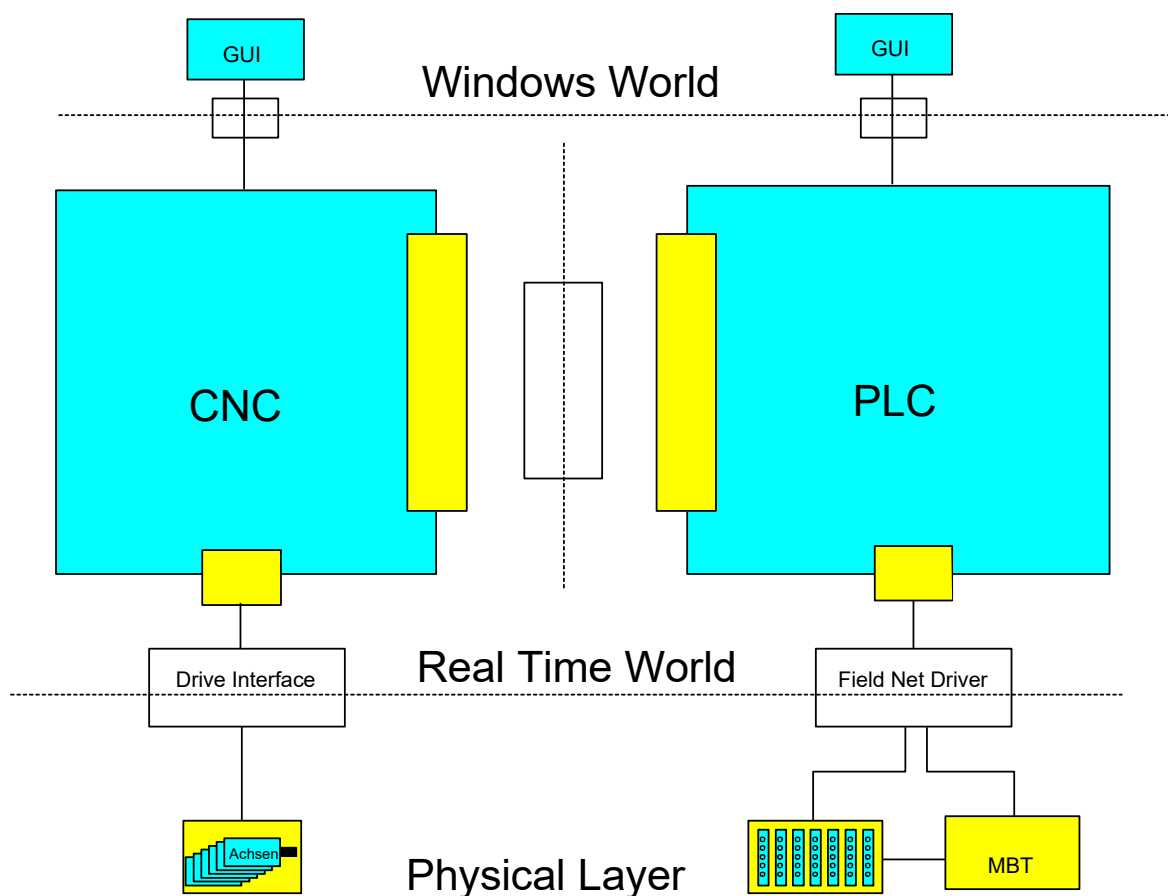 GUI
GUI
Windows World
CNC
PLC
Real Time World
Drive Interface
Field Net Driver
Achsen
MBT
Physical Layer